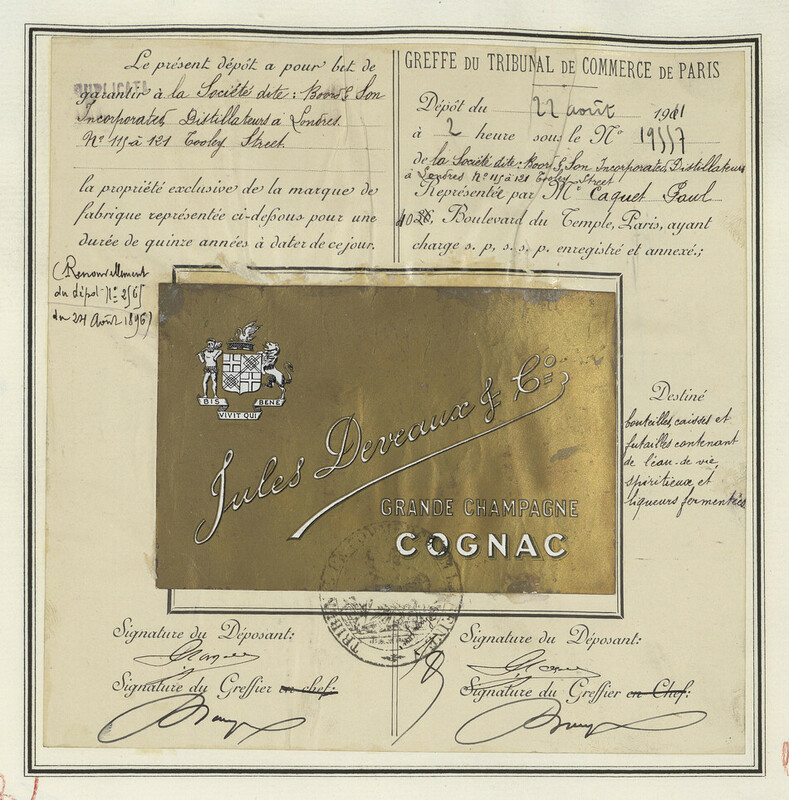 Le présent dépôt a pour but de
DUPLICATA
garantir à la Société dite: Boord & Son
Incorporated, Distillateurs à Londres.
Nº 115 à 121 Tooley Street.
la propriété exclusive de la marque de
fabrique représentée ci-dessous pour une
durée de quinze années à dater de ce jour.
(Renouvellement
du dépôt Nº 2565
du 24 Août 1896)
GREFFE DU TRIBUNAL DE COMMERCE DE PARIS
Dépôt du 22 août 1911
à 2 heure sous le Nº 19557
de la Société dite: Boord & Son Incorporated, Distillateurs
à Londres Nº 115 à 121 Tooley Street
Représentée par Mr Caquet Paul
Boulevard du Temple, Paris, ayant
charge s. p, s. s. p. enregistré et annexé.;
BIS BENE
VIVIT QUI
Jules Deveaux & Cº
GRANDE CHAMPAGNE
COGNAC
Destiné
bouteilles, caisses et
futailles contenant
de l'eau-de-vie,
spiritueux et
liqueurs fermentées
Signature du Déposant:
Signature du Greffier en chef:
Signature du Déposant:
Signature du Greffier en Chef: